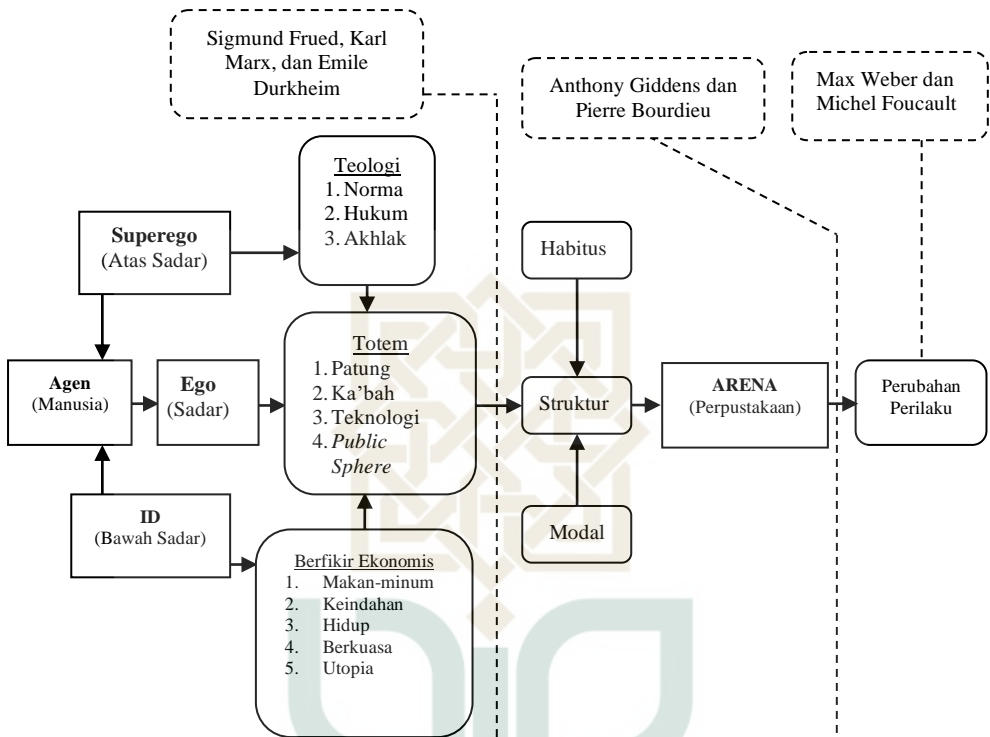 Sigmund Frued, Karl
Marx, dan Emile
Durkheim
Anthony Giddens dan
Pierre Bourdieu
Max Weber dan
Michel Foucault
Teologi
1. Norma
2. Hukum
3. Akhlak
Superego
(Atas Sadar)
Habitus
Agen
(Manusia)
Ego
(Sadar)
Totem
1. Patung
2. Ka’bah
3. Teknologi
4. Public
Sphere
Struktur
ARENA
(Perpustakaan)
Perubahan
Perilaku
ID
(Bawah Sadar)
Modal
Berfikir Ekonomis
1. Makan-minum
2. Keindahan
3. Hidup
4. Berkuasa
5. Utopia